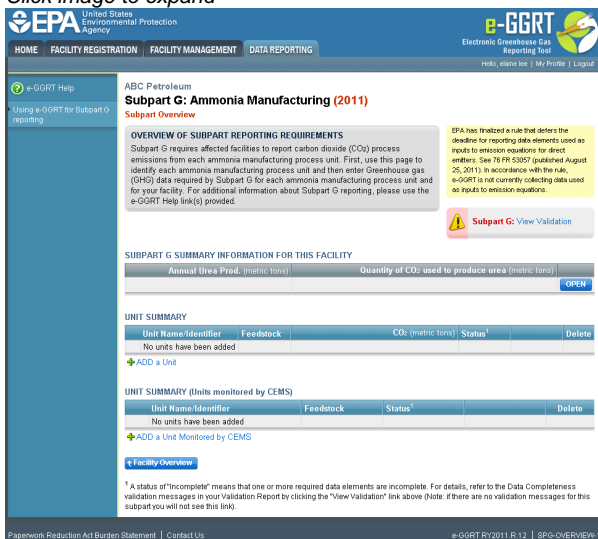 Click image to expand
EPA United States Environmental Protection Agency
e-GGRT
Electronic Greenhouse Gas
Reporting Tool
HOME FACILITY REGISTRATION FACILITY MANAGEMENT DATA REPORTING
Hello, elaine lee | My Profile | Logout
e-GGRT Help
Using e-GGRT for Subpart G
reporting
ABC Petroleum
Subpart G: Ammonia Manufacturing (2011)
Subpart Overview
OVERVIEW OF SUBPART REPORTING REQUIREMENTS
Subpart G requires affected facilities to report carbon dioxide (CO2) process
emissions from each ammonia manufacturing process unit. First, use this page to
identify each ammonia manufacturing process unit and then enter Greenhouse gas
(GHG) data required by Subpart G for each ammonia manufacturing process unit and
for your facility. For additional information about Subpart G reporting, please use the
e-GGRT Help link(s) provided.
EPA has finalized a rule that defers the
deadline for reporting data elements used as
inputs to emission equations for direct
emitters. See 76 FR 53057 (published August
25, 2011). In accordance with the rule,
e-GGRT is not currently collecting data used
as inputs to emission equations.
Subpart G: View Validation
SUBPART G SUMMARY INFORMATION FOR THIS FACILITY
Annual Urea Prod. (metric tons) Quantity of CO2 used to produce urea (metric tons)
OPEN
UNIT SUMMARY
Unit Name/Identifier Feedstock CO2 (metric tons) Status1 Delete
No units have been added
ADD a Unit
UNIT SUMMARY (Units monitored by CEMS)
Unit Name/Identifier Feedstock Status1 Delete
No units have been added
ADD a Unit Monitored by CEMS
Facility Overview
1 A status of "Incomplete" means that one or more required data elements are incomplete. For details, refer to the Data Completeness
validation messages in your Validation Report by clicking the "View Validation" link above (Note: if there are no validation messages for this
subpart you will not see this link).
Paperwork Reduction Act Burden Statement | Contact Us
e-GGRT RY2011.R.12 | SPG-OVERVIEW-